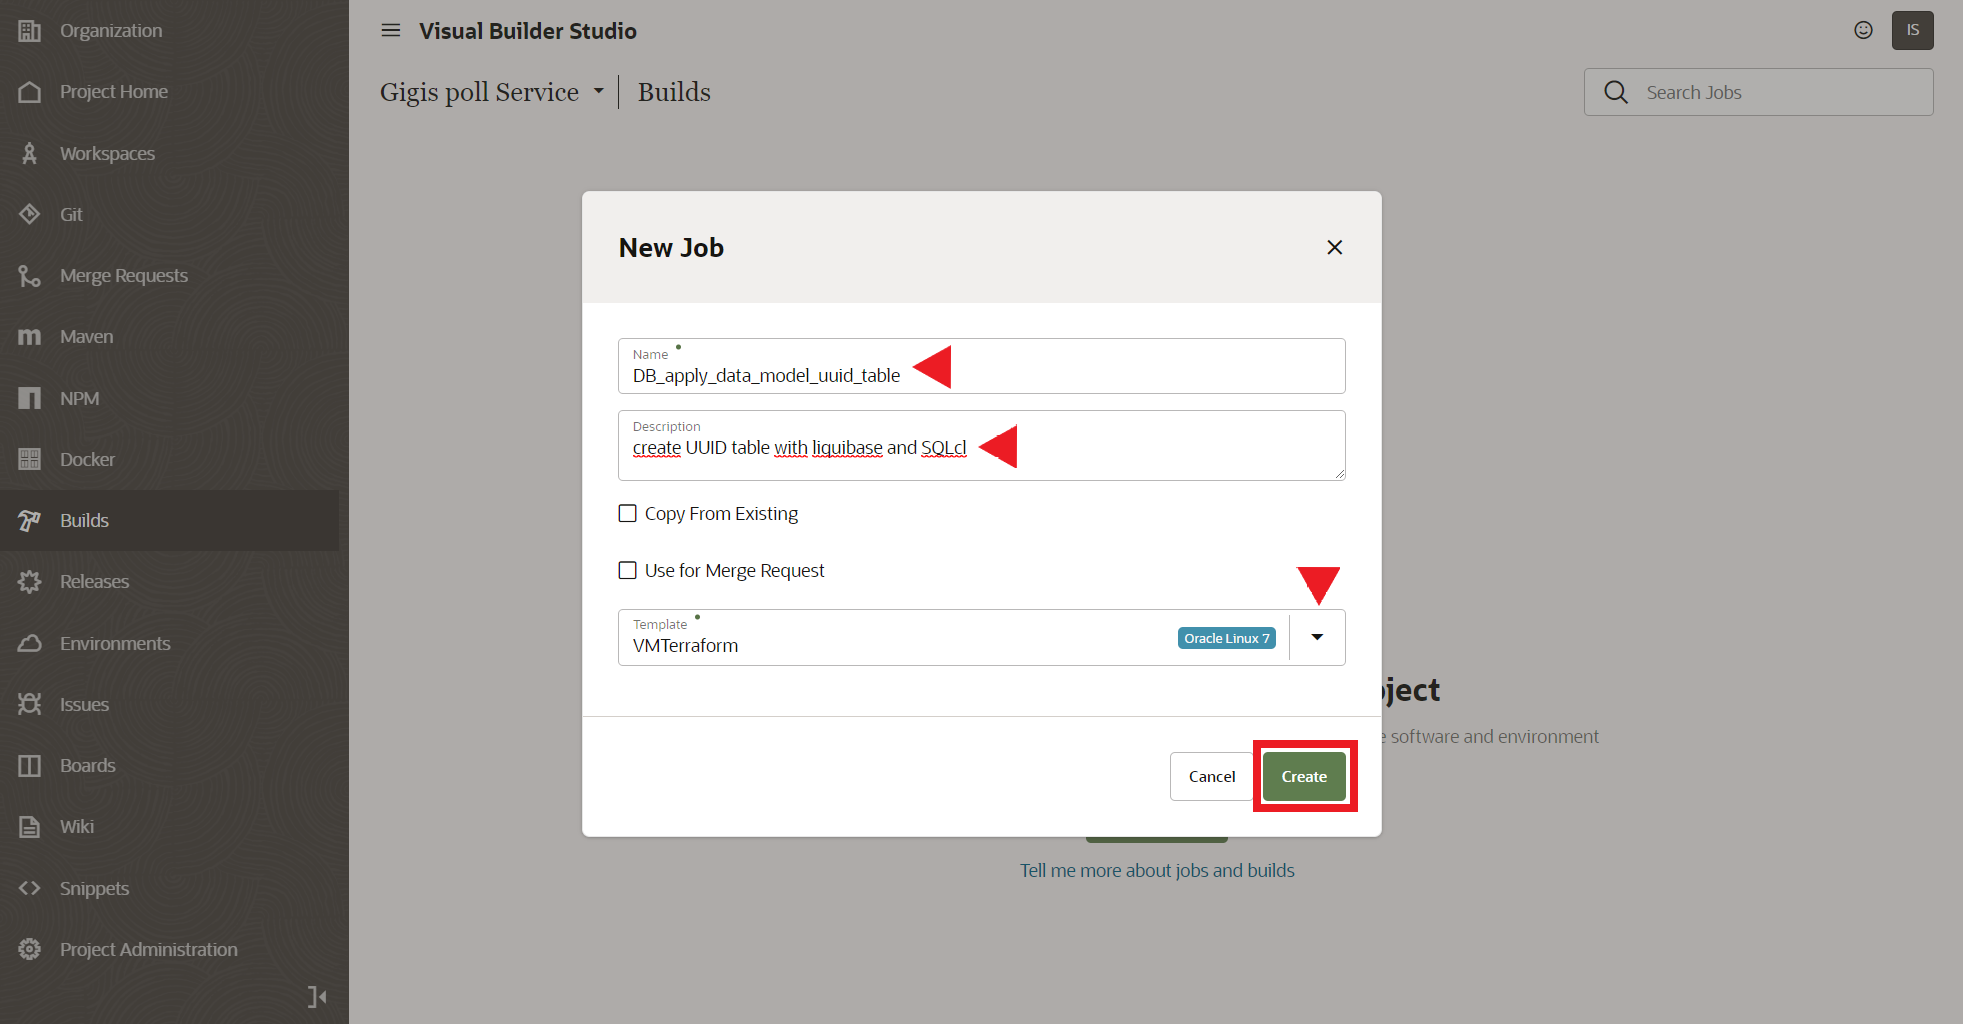 Organization
Project Home
Workspaces
Git
Merge Requests
Maven
NPM
Docker
Builds
Releases
Environments
Issues
Boards
Wiki
Snippets
Project Administration
Visual Builder Studio
IS
Gigis poll Service
Builds
Search Jobs
New Job
Name
DB_apply_data_model_uuid_table
Description
create UUID table with liquibase and SQLcl
Copy From Existing
Use for Merge Request
Template
VMTerraform
Oracle Linux 7
Cancel
Create
software and environment
Tell me more about jobs and builds